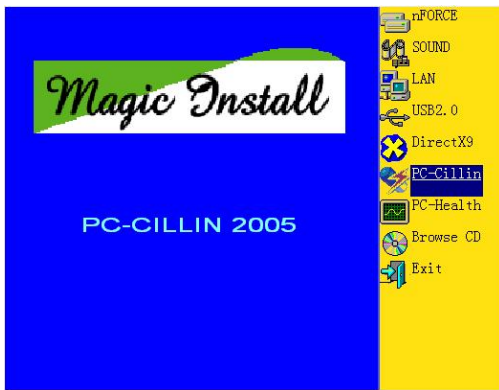 Magic Install
PC-CILLIN 2005
nFORCE
SOUND
LAN
USB2.0
DirectX9
PC-Cillin
PC-Health
Browse CD
Exit